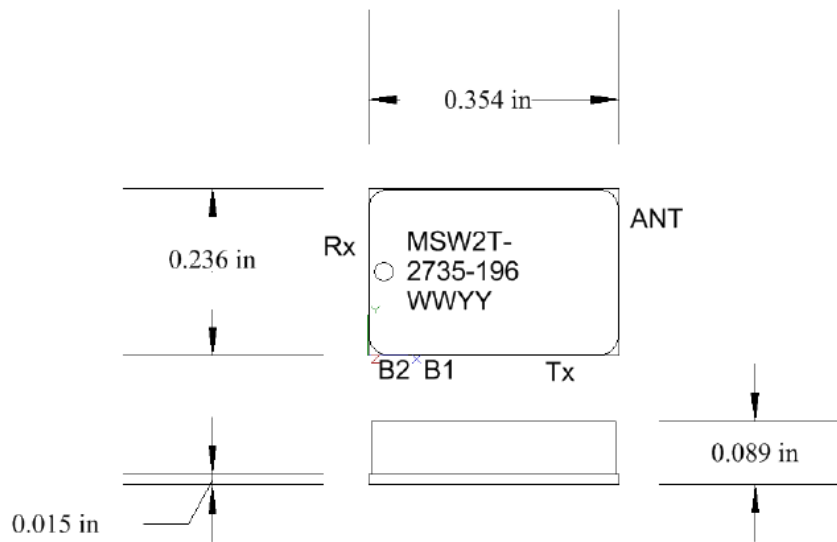 0.354 in
ANT
Rx
MSW2T-
2735-196
WWYY
0.236 in
Y
Z
X
B2
B1
Tx
0.089 in
0.015 in